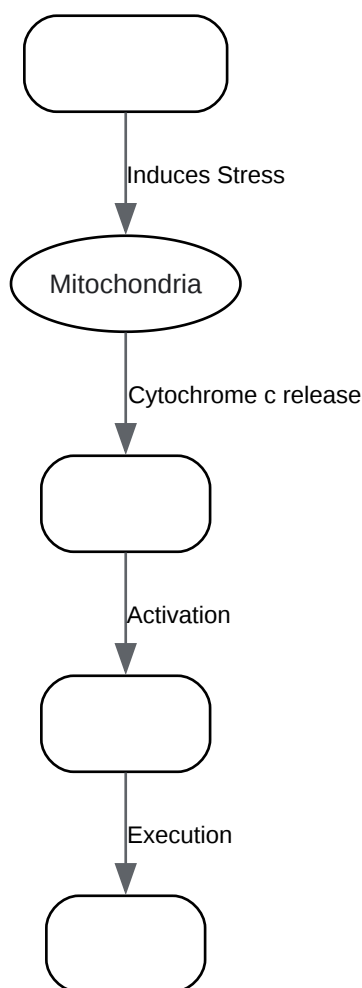 Induces Stress
Mitochondria
Cytochrome c release
Activation
Execution